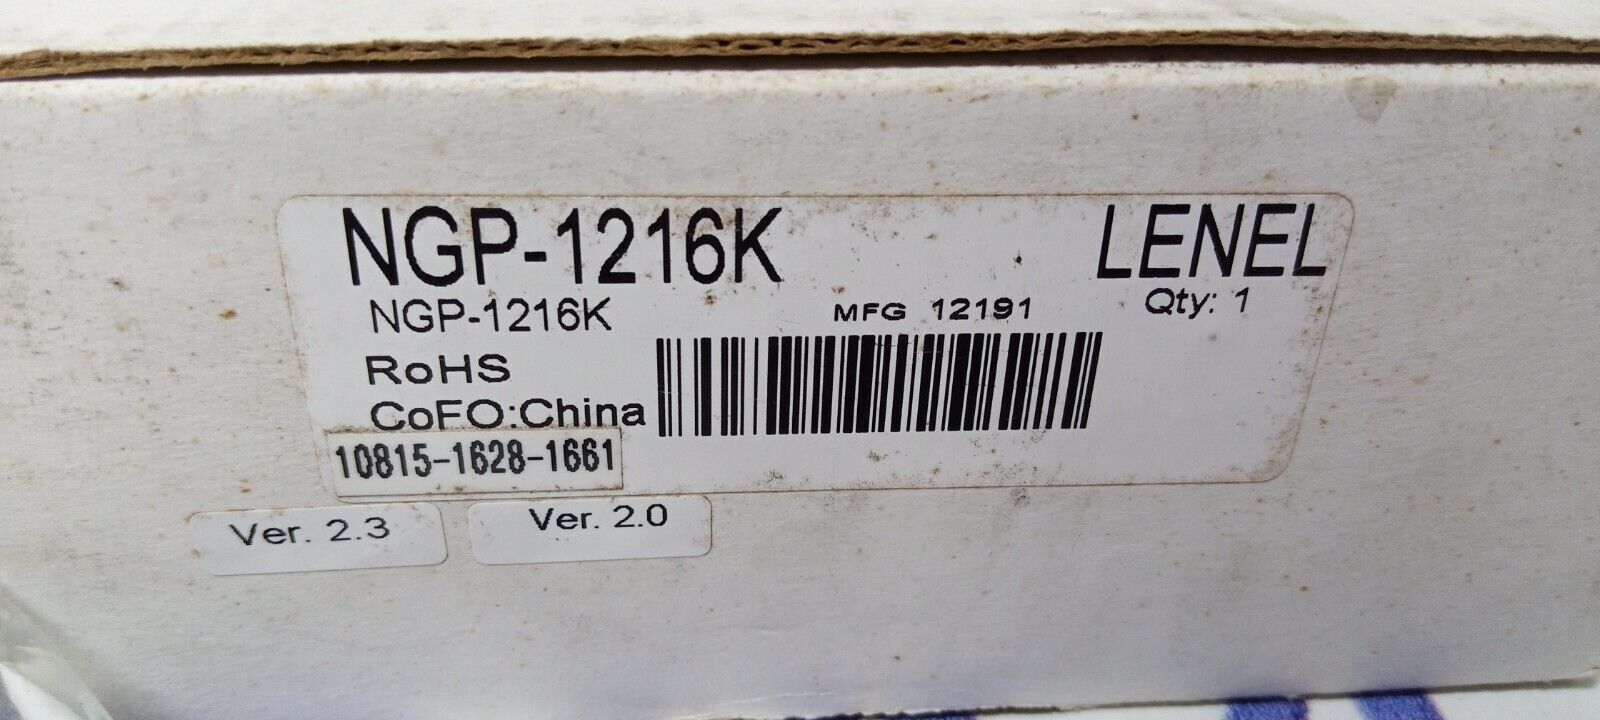 NGP-1216K LENEL
NGP-1216K MFG 12191 Qty: 1
RoHS
CoFO:China
10815-1628-1661
Ver. 2.3 Ver. 2.0